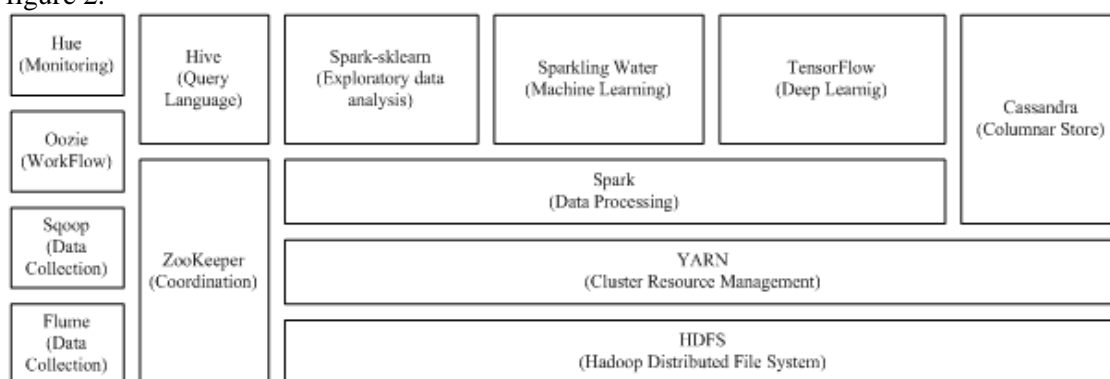 figure 2.
Hue
(Monitoring)
Hive
(Query
Language)
Spark-sklearn
(Exploratory data
analysis)
Sparkling Water
(Machine Learning)
TensorFlow
(Deep Learnig)
Cassandra
(Columnar Store)
Oozie
(WorkFlow)
Spark
(Data Processing)
Sqoop
(Data
Collection)
ZooKeeper
(Coordination)
YARN
(Cluster Resource Management)
Flume
(Data
Collection)
HDFS
(Hadoop Distributed File System)